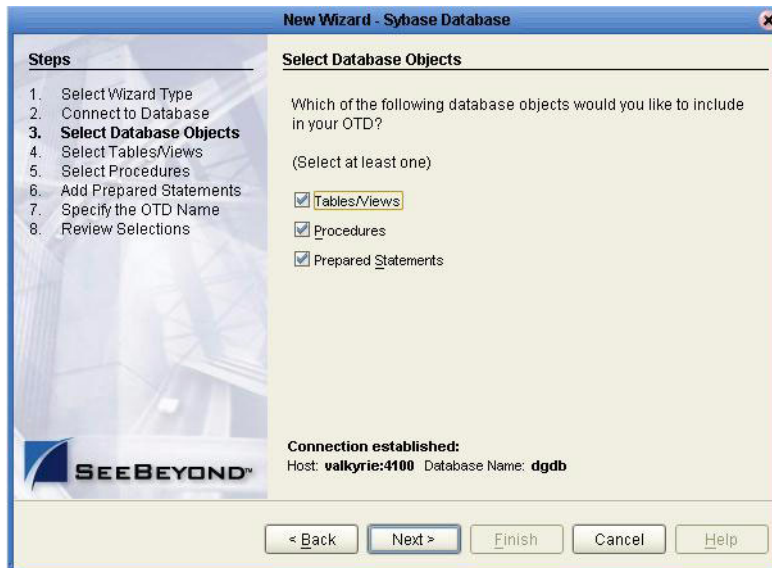 New Wizard - Sybase Database
Steps
1. Select Wizard Type
2. Connect to Database
3. Select Database Objects
4. Select Tables/Views
5. Select Procedures
6. Add Prepared Statements
7. Specify the OTD Name
8. Review Selections
SEEBEYOND™
Select Database Objects
Which of the following database objects would you like to include
in your OTD?
(Select at least one)
Tables/Views
Procedures
Prepared Statements
Connection established:
Host: valkyrie:4100 Database Name: dgdb
< Back Next > Finish Cancel Help